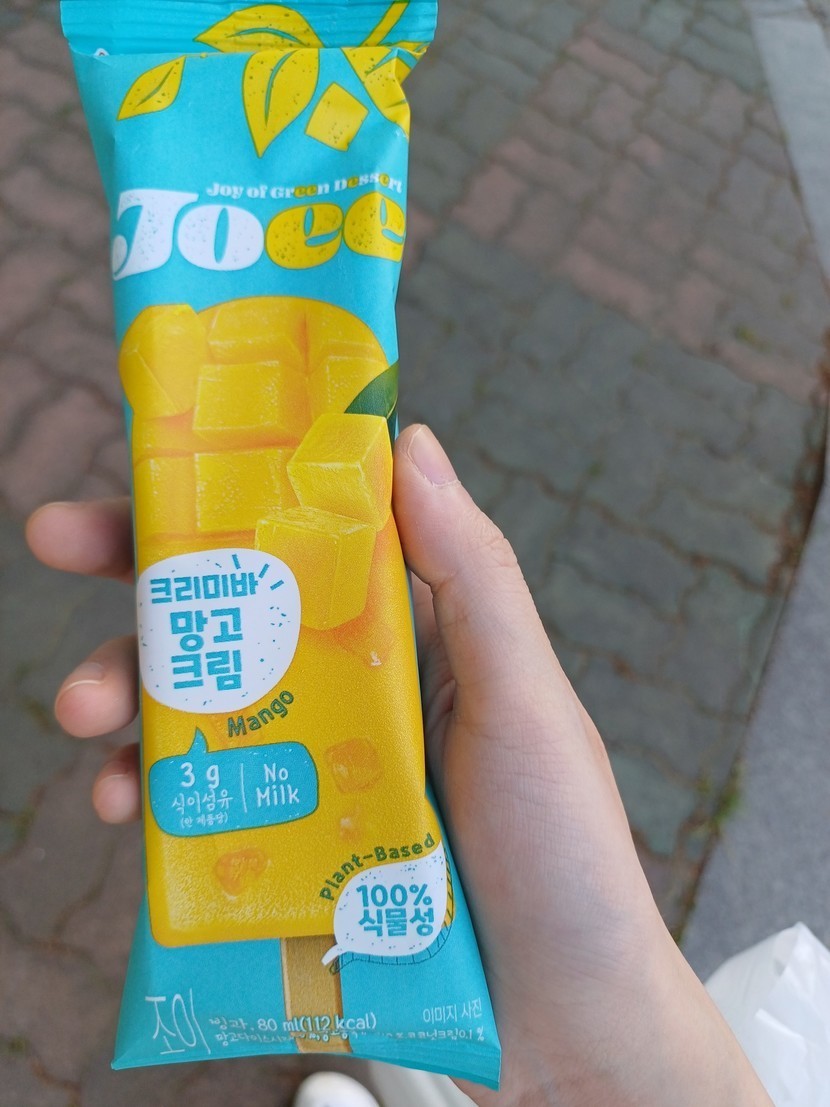 Joy of Green Dessert
Joee
크리미바
망고
크림
Mango
3 g
식이섬유
(한 제품당)
No
Milk
Plant-Based
100%
식물성
조이
빙과. 80 ml(112 kcal)
이미지 사진